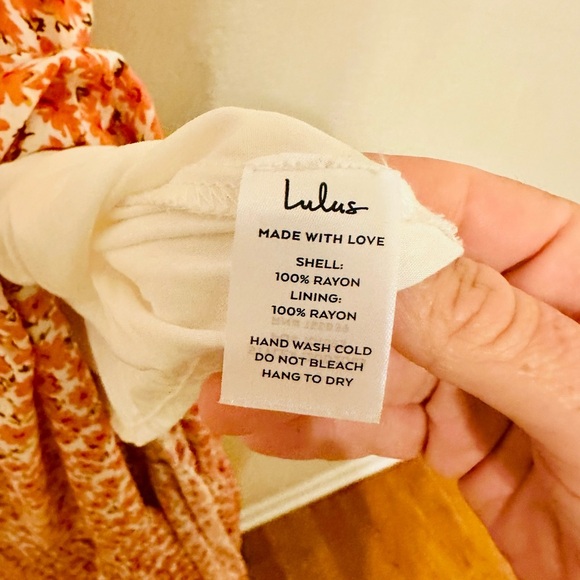 Lulus
MADE WITH LOVE
SHELL:
100% RAYON
LINING:
100% RAYON
HAND WASH COLD
DO NOT BLEACH
HANG TO DRY